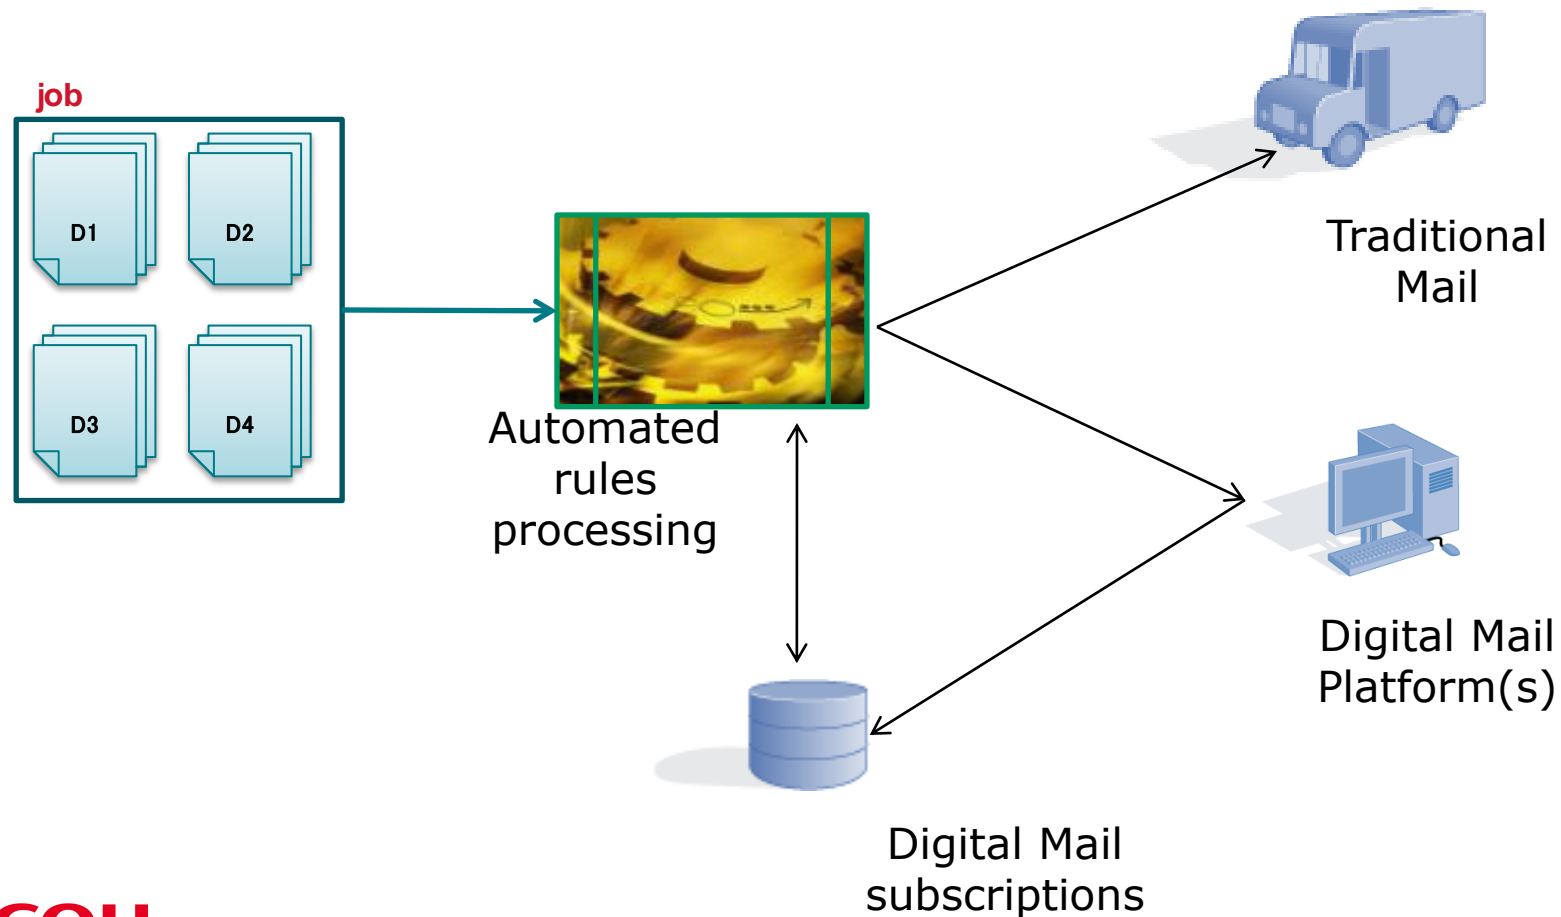 job
D1
D2
D3
D4
Automated
rules
processing
Traditional
Mail
Digital Mail
Platform(s)
Digital Mail
subscriptions